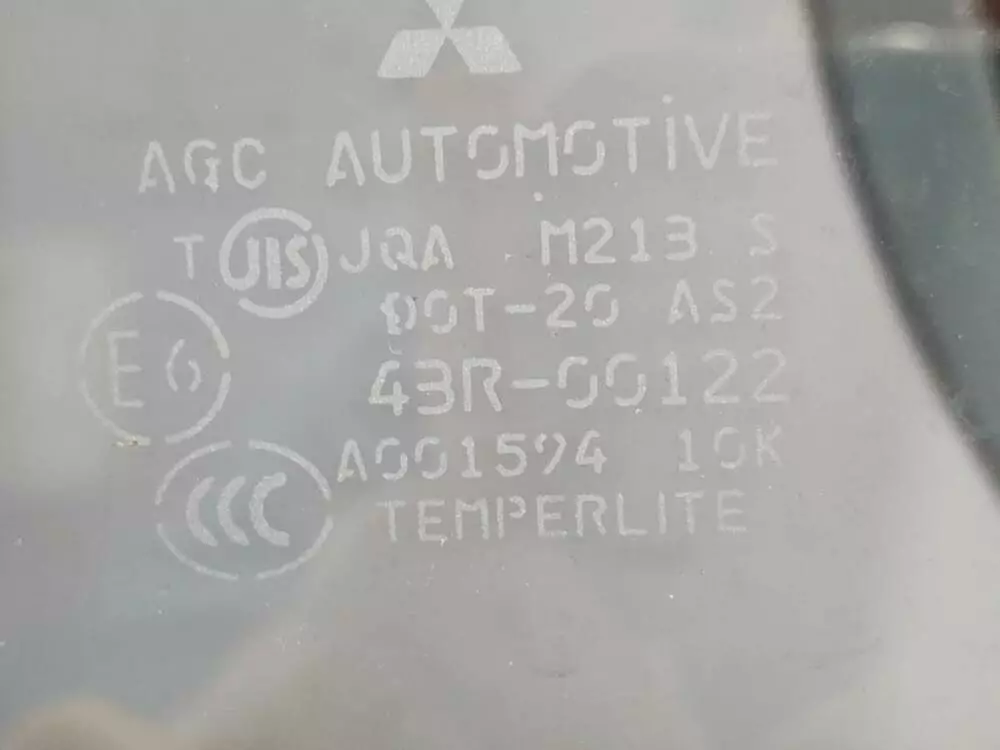 AGC AUTOMOTIVE
T JIS JQA M213 S
DOT-20 AS2
E6 43R-00122
CCC A001594 10K
TEMPERLITE